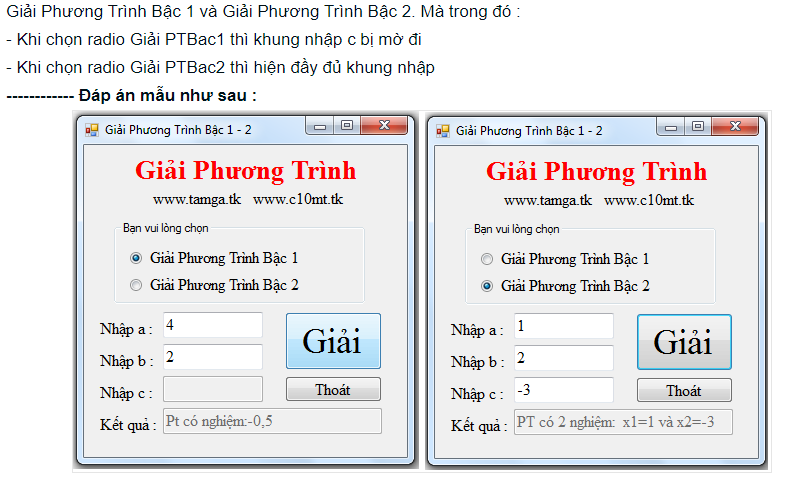 Giải Phương Trình Bậc 1 và Giải Phương Trình Bậc 2. Mà trong đó :
- Khi chọn radio Giải PTBac1 thì khung nhập c bị mờ đi
- Khi chọn radio Giải PTBac2 thì hiện đầy đủ khung nhập
------------ Đáp án mẫu như sau :
Giải Phương Trình Bậc 1 - 2
Giải Phương Trình
www.tamga.tk www.c10mt.tk
Bạn vui lòng chọn
Giải Phương Trình Bậc 1
Giải Phương Trình Bậc 2
Nhập a : 4
Nhập b : 2
Nhập c :
Giải
Thoát
Kết quả : Pt có nghiệm:-0,5
Giải Phương Trình Bậc 1 - 2
Giải Phương Trình
www.tamga.tk www.c10mt.tk
Bạn vui lòng chọn
Giải Phương Trình Bậc 1
Giải Phương Trình Bậc 2
Nhập a : 1
Nhập b : 2
Nhập c : -3
Giải
Thoát
Kết quả : PT có 2 nghiệm: x1=1 và x2=-3